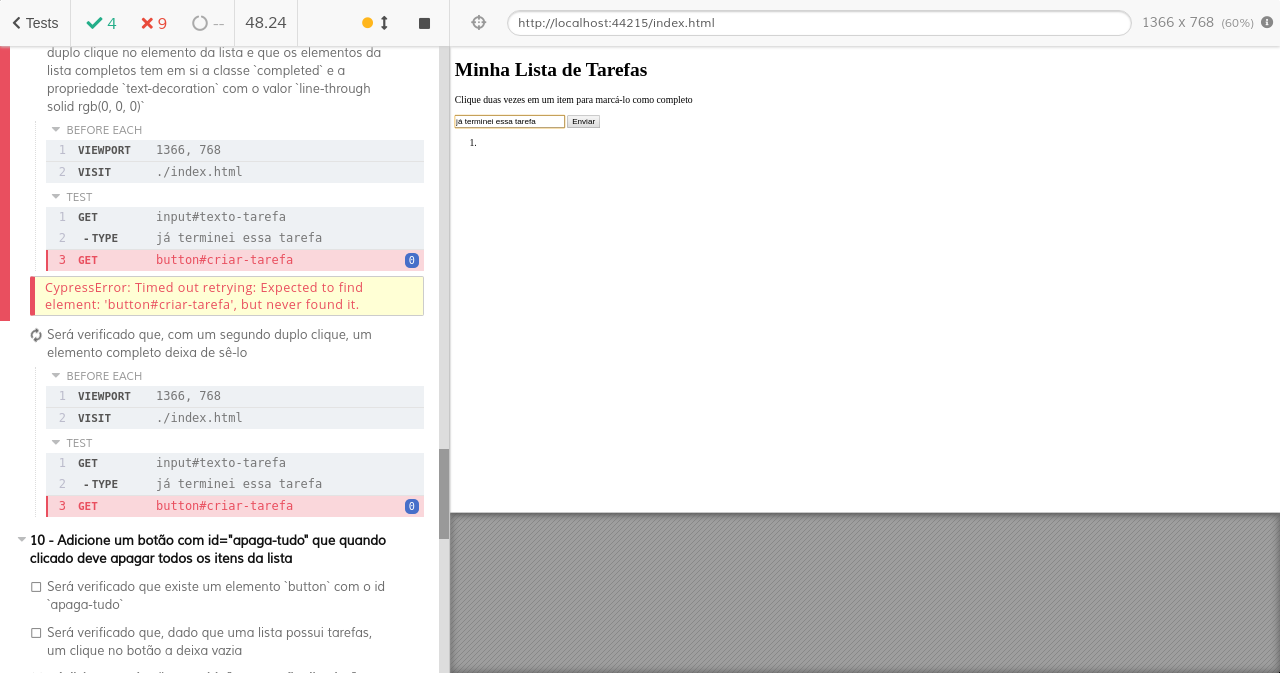 Tests 4 9 -- 48.24
duplo clique no elemento da lista e que os elementos da
lista completos tem em si a classe `completed` e a
propriedade `text-decoration` com o valor `line-through
solid rgb(0, 0, 0)`
BEFORE EACH
1 VIEWPORT 1366, 768
2 VISIT ./index.html
TEST
1 GET input#texto-tarefa
2 -TYPE já terminei essa tarefa
3 GET button#criar-tarefa 0
CypressError: Timed out retrying: Expected to find
element: 'button#criar-tarefa', but never found it.
Será verificado que, com um segundo duplo clique, um
elemento completo deixa de sê-lo
BEFORE EACH
1 VIEWPORT 1366, 768
2 VISIT ./index.html
TEST
1 GET input#texto-tarefa
2 -TYPE já terminei essa tarefa
3 GET button#criar-tarefa 0
10 - Adicione um botão com id="apaga-tudo" que quando
clicado deve apagar todos os itens da lista
Será verificado que existe um elemento `button` com o id
`apaga-tudo`
Será verificado que, dado que uma lista possui tarefas,
um clique no botão a deixa vazia
http://localhost:44215/index.html 1366 x 768 (60%)
Minha Lista de Tarefas
Clique duas vezes em um item para marcá-lo como completo
já terminei essa tarefa Enviar
1.